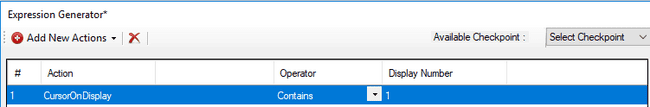 Expression Generator*
Add New Actions Available Checkpoint : Select Checkpoint
# Action Operator Display Number
1 CursorOnDisplay Contains 1